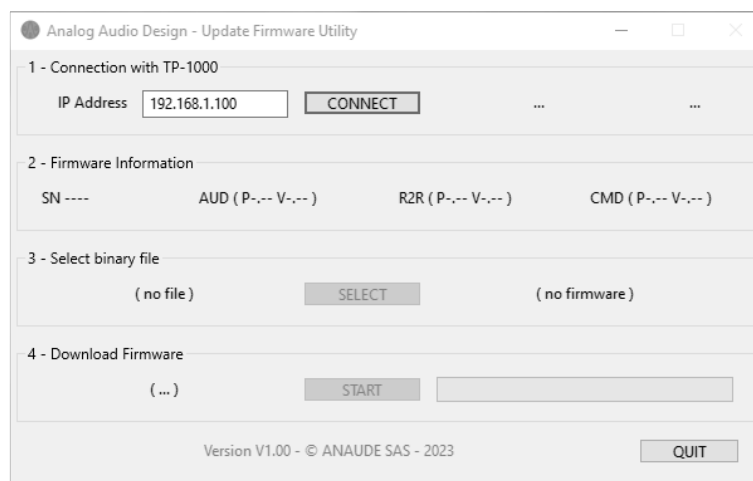 Analog Audio Design - Update Firmware Utility
1 - Connection with TP-1000
IP Address 192.168.1.100 CONNECT ... ...
2 - Firmware Information
SN ---- AUD ( P-.-- V-.-- ) R2R ( P-.-- V-.-- ) CMD ( P-.-- V-.-- )
3 - Select binary file
( no file ) SELECT ( no firmware )
4 - Download Firmware
( ... ) START
Version V1.00 - © ANAUDE SAS - 2023 QUIT